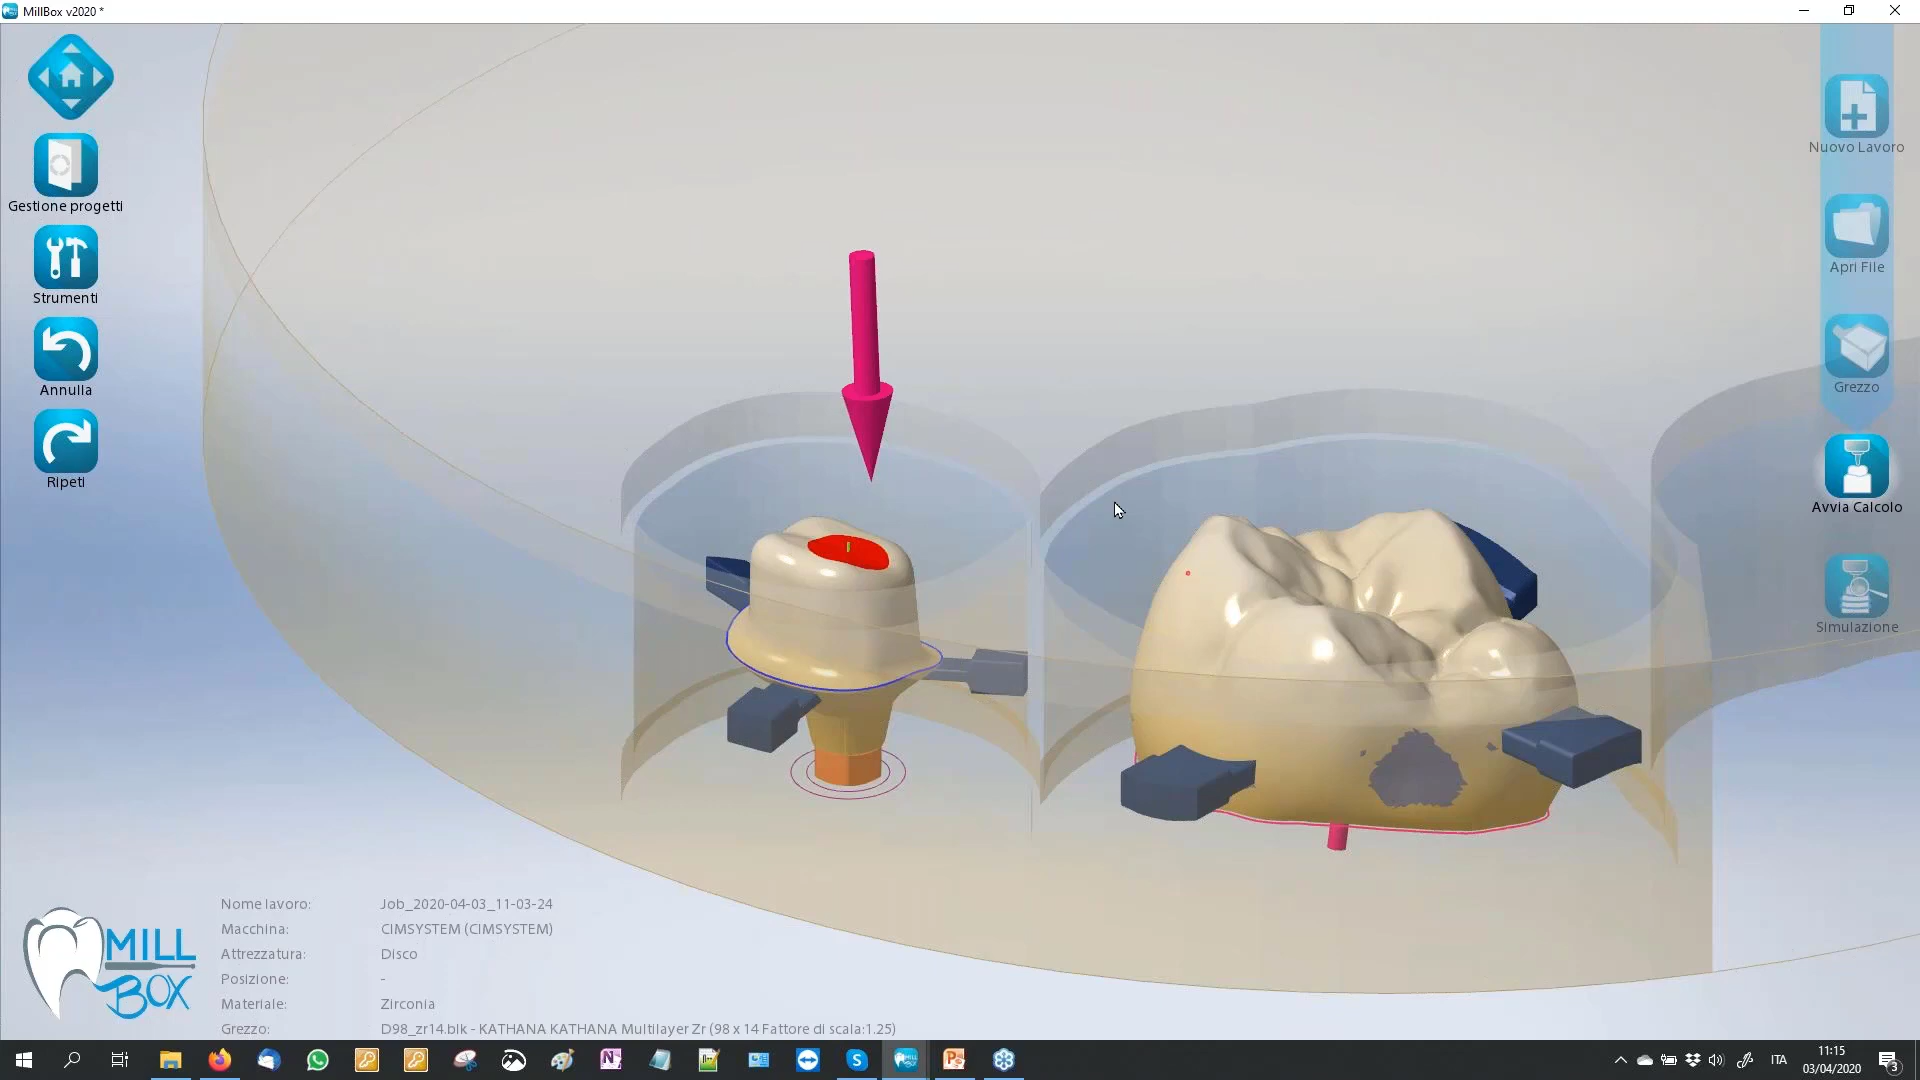 MillBox v2020 *
Gestione progetti
Strumenti
Annulla
Ripeti
Nuovo Lavoro
Apri File
Grezzo
Avvia Calcolo
Simulazione
MILL
BOX
Nome lavoro: Job_2020-04-03_11-03-24
Macchina: CIMSYSTEM (CIMSYSTEM)
Attrezzatura: Disco
Posizione: -
Materiale: Zirconia
Grezzo: D98_zr14.blk - KATHANA KATHANA Multilayer Zr (98 x 14 Fattore di scala:1.25)
ITA
11:15
03/04/2020
3